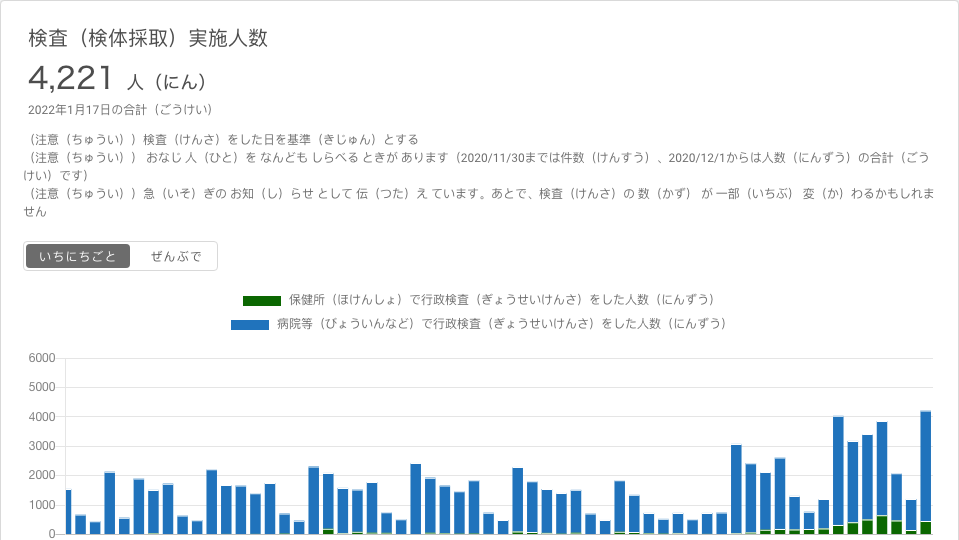 検査（検体採取）実施人数
4,221 人（にん）
2022年1月17日の合計（ごうけい）
（注意（ちゅうい））検査（けんさ）をした日を基準（きじゅん）とする
（注意（ちゅうい）） おなじ 人（ひと）を なんども しらべる ときが あります（2020/11/30までは件数（けんすう）、2020/12/1からは人数（にんずう）の合計（ごう
けい）です）
（注意（ちゅうい））急（いそ）ぎの お知（し）らせ として 伝（つた）え ています。あとで、検査（けんさ）の 数（かず） が 一部（いちぶ） 変（か）わるかもしれま
せん
いちにちごと ぜんぶで
保健所（ほけんしょ）で行政検査（ぎょうせいけんさ）をした人数（にんずう）
病院等（びょういんなど）で行政検査（ぎょうせいけんさ）をした人数（にんずう）
6000
5000
4000
3000
2000
1000
0